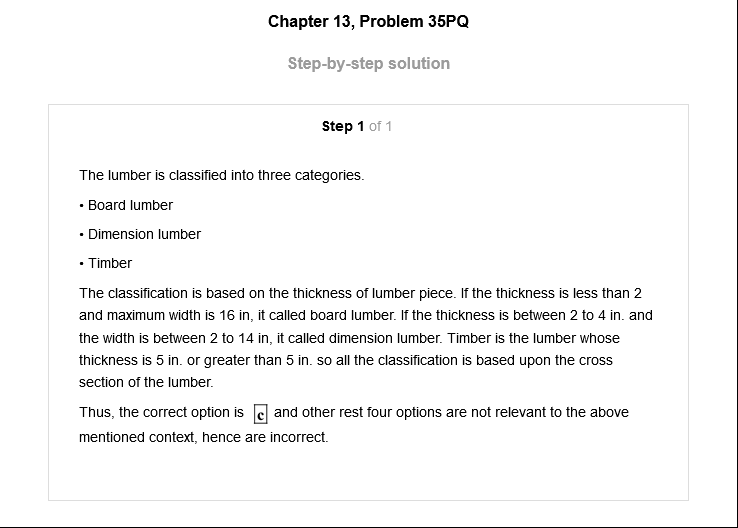 Chapter 13, Problem 35PQ
Step-by-step solution
Step 1 of 1
The lumber is classified into three categories.
• Board lumber
• Dimension lumber
• Timber
The classification is based on the thickness of lumber piece. If the thickness is less than 2
and maximum width is 16 in, it called board lumber. If the thickness is between 2 to 4 in. and
the width is between 2 to 14 in, it called dimension lumber. Timber is the lumber whose
thickness is 5 in. or greater than 5 in. so all the classification is based upon the cross
section of the lumber.
Thus, the correct option is c and other rest four options are not relevant to the above
mentioned context, hence are incorrect.